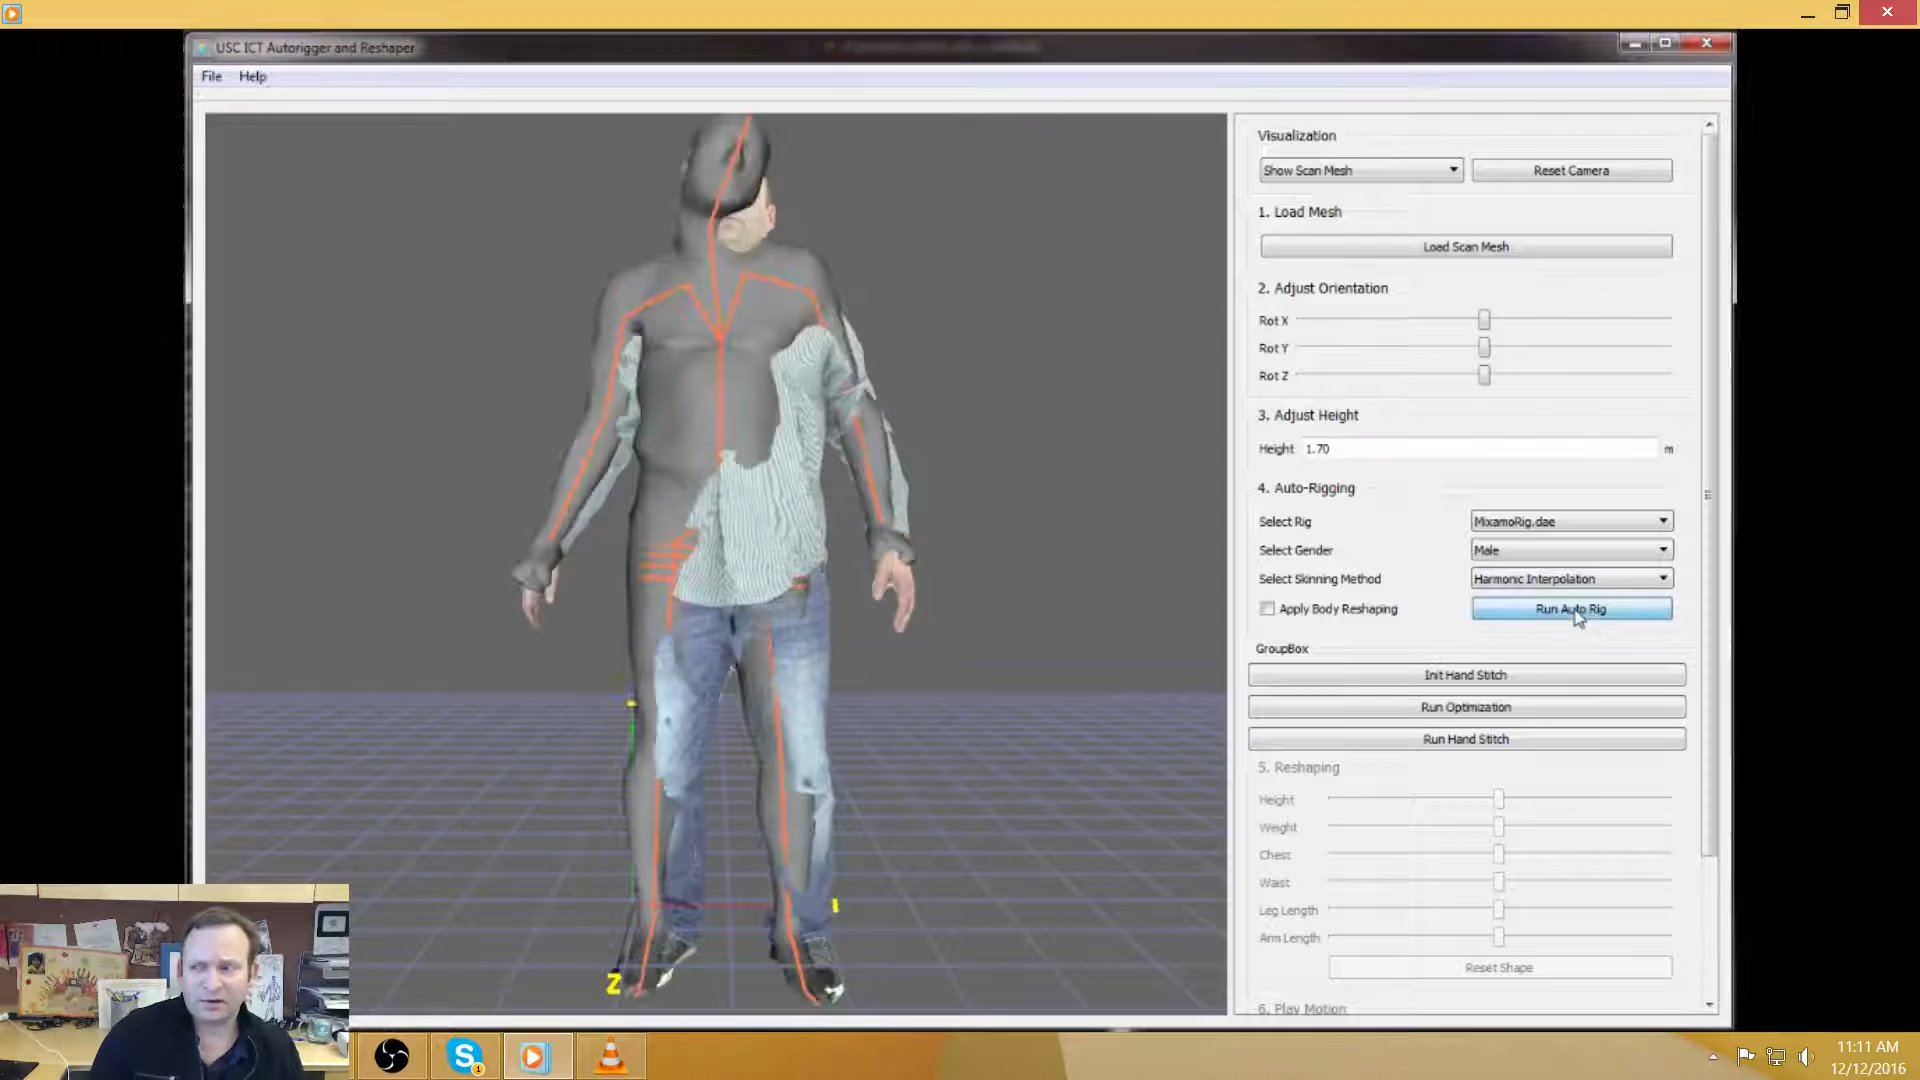 USC ICT Autorigger and Reshaper
File Help
Visualization
Show Scan Mesh Reset Camera
1. Load Mesh
Load Scan Mesh
2. Adjust Orientation
Rot X
Rot Y
Rot Z
3. Adjust Height
Height 1.70 m
4. Auto-Rigging
Select Rig MixamoRig.dae
Select Gender Male
Select Skinning Method Harmonic Interpolation
Apply Body Reshaping Run Auto Rig
GroupBox
Init Hand Stitch
Run Optimization
Run Hand Stitch
5. Reshaping
Height
Weight
Chest
Waist
Leg Length
Arm Length
Reset Shape
6. Play Motion
Z
1
11:11 AM
12/12/2016